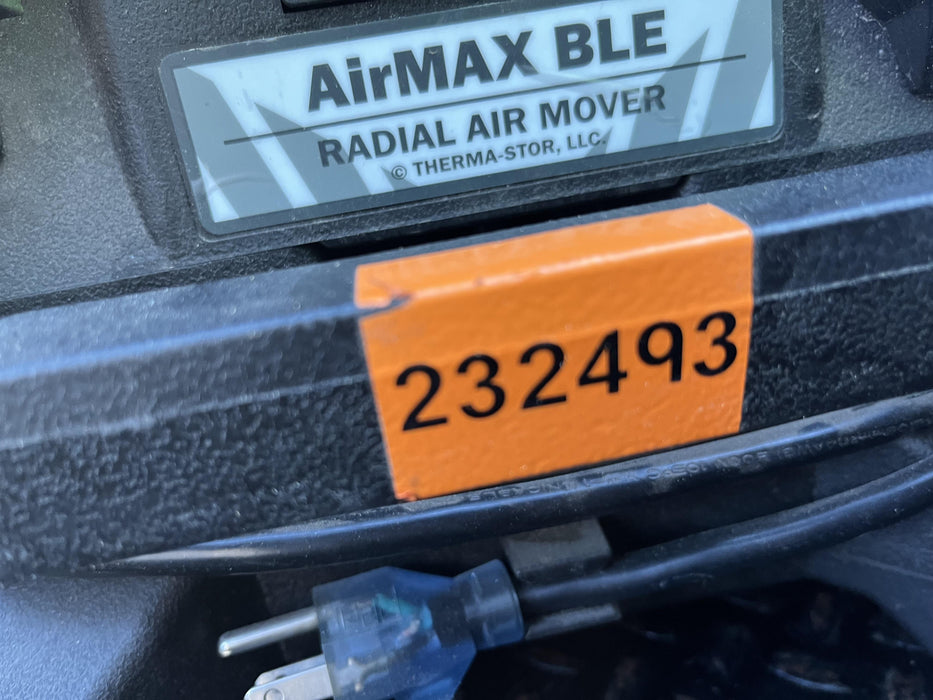 AirMAX BLE
RADIAL AIR MOVER
© THERMA-STOR, LLC.
232493